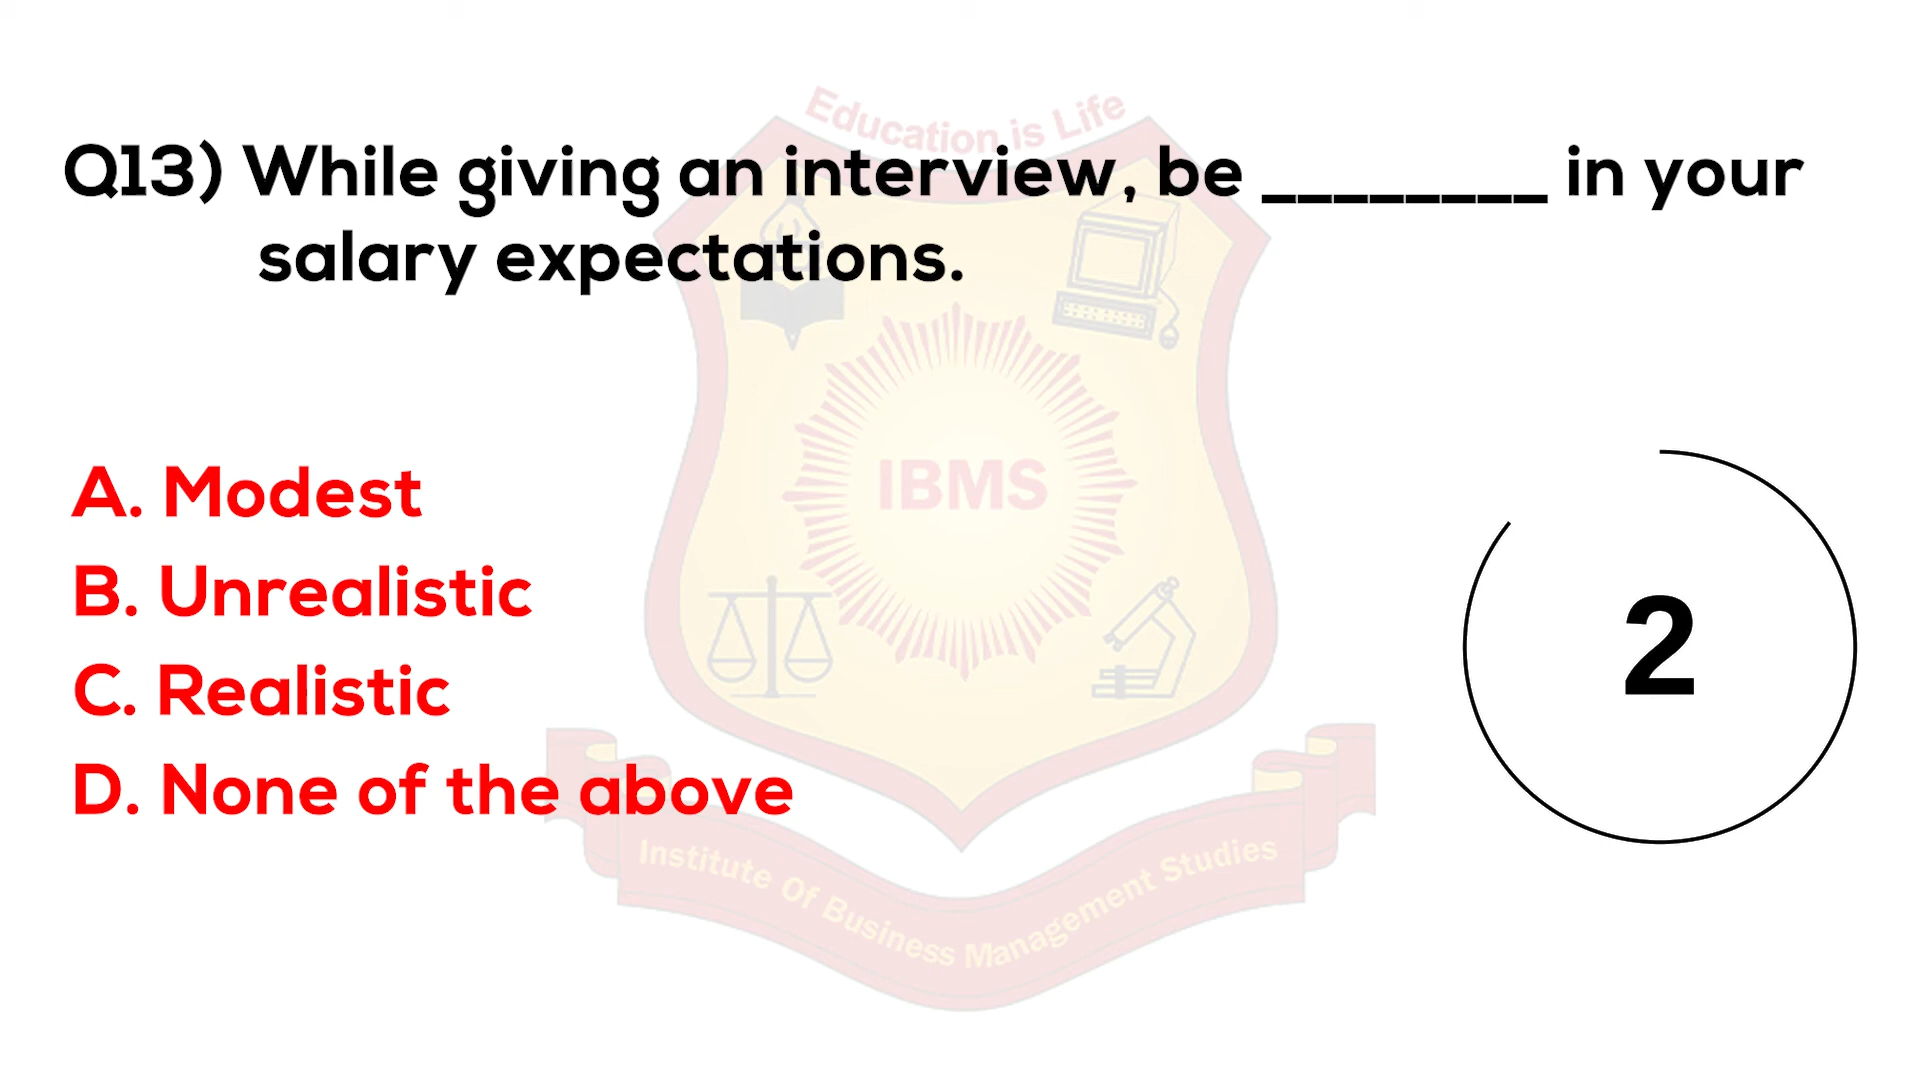 Education is Life
Q13) While giving an interview, be ________ in your
salary expectations.
IBMS
A. Modest
B. Unrealistic
C. Realistic
D. None of the above
2
Institute Of Business Management Studies